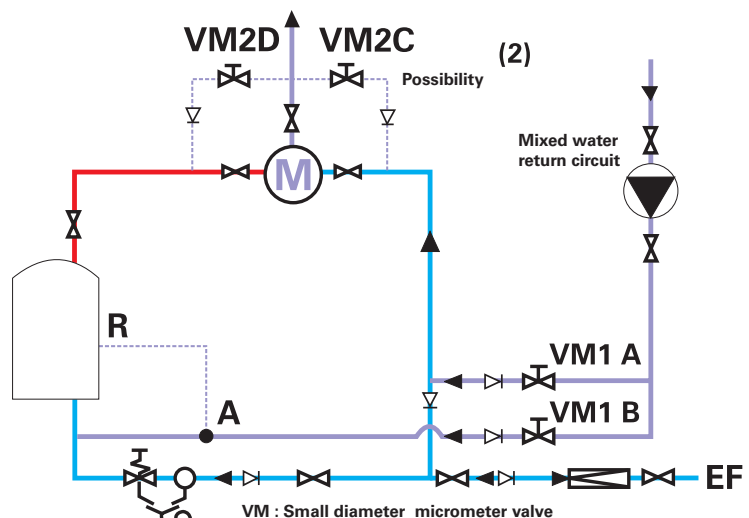 VM2D VM2C (2)
Possibility
Mixed water
return circuit
M
R
VM1 A
A
VM1 B
EF
VM : Small diameter micrometer valve